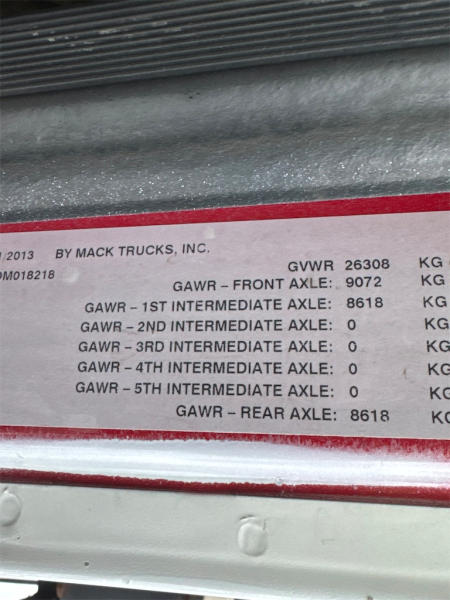 /2013 BY MACK TRUCKS, INC.
M018218
GVWR 26308 KG
GAWR – FRONT AXLE: 9072 KG
GAWR – 1ST INTERMEDIATE AXLE: 8618 KG
GAWR – 2ND INTERMEDIATE AXLE: 0 KG
GAWR – 3RD INTERMEDIATE AXLE: 0 KG
GAWR – 4TH INTERMEDIATE AXLE: 0 KG
GAWR – 5TH INTERMEDIATE AXLE: 0 KG
GAWR – REAR AXLE: 8618 KG